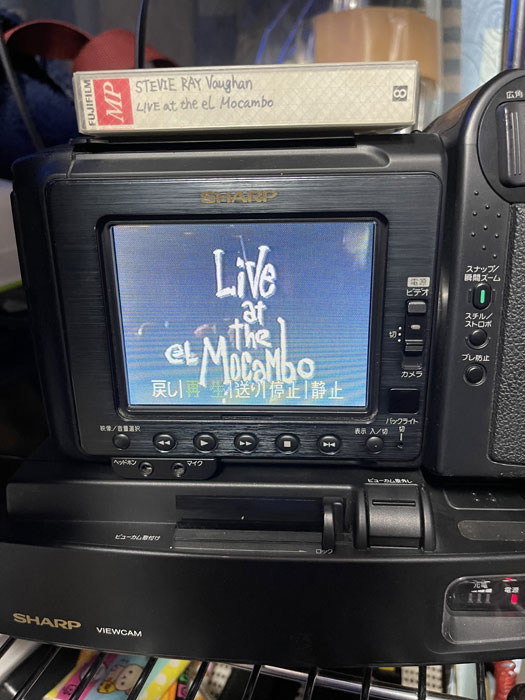 FUJIFILM
MP
STEVIE RAY Vaughan
LIVE at the eL Mocambo
8
SHARP
Live
at
the
eL Mocambo
戻し|再 生|送り|停止|静止
電源
ビデオ
切
カメラ
バックライト
切
映像/音量選択
表示 入/切
ヘッドホン
マイク
広角
スナップ/
瞬間ズーム
スチル/
ストロボ
ブレ防止
ビューカム取外し
ビューカム取付け
ロック
充電
電源
SHARP
VIEWCAM